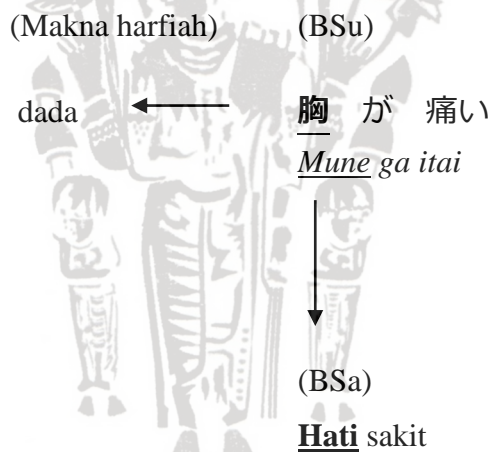 (Makna harfiah) (BSu)
dada 胸 が 痛い
Mune ga itai
(BSa)
Hati sakit